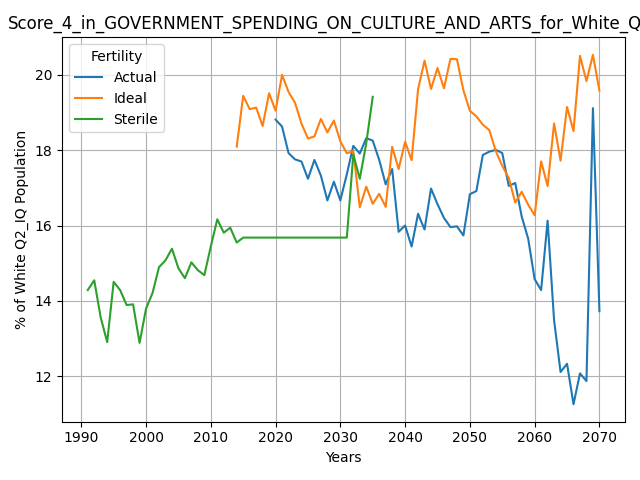 Score_4_in_GOVERNMENT_SPENDING_ON_CULTURE_AND_ARTS_for_White_Q
Fertility
Actual
Ideal
Sterile
% of White Q2_IQ Population
20
18
16
14
12
1990 2000 2010 2020 2030 2040 2050 2060 2070
Years